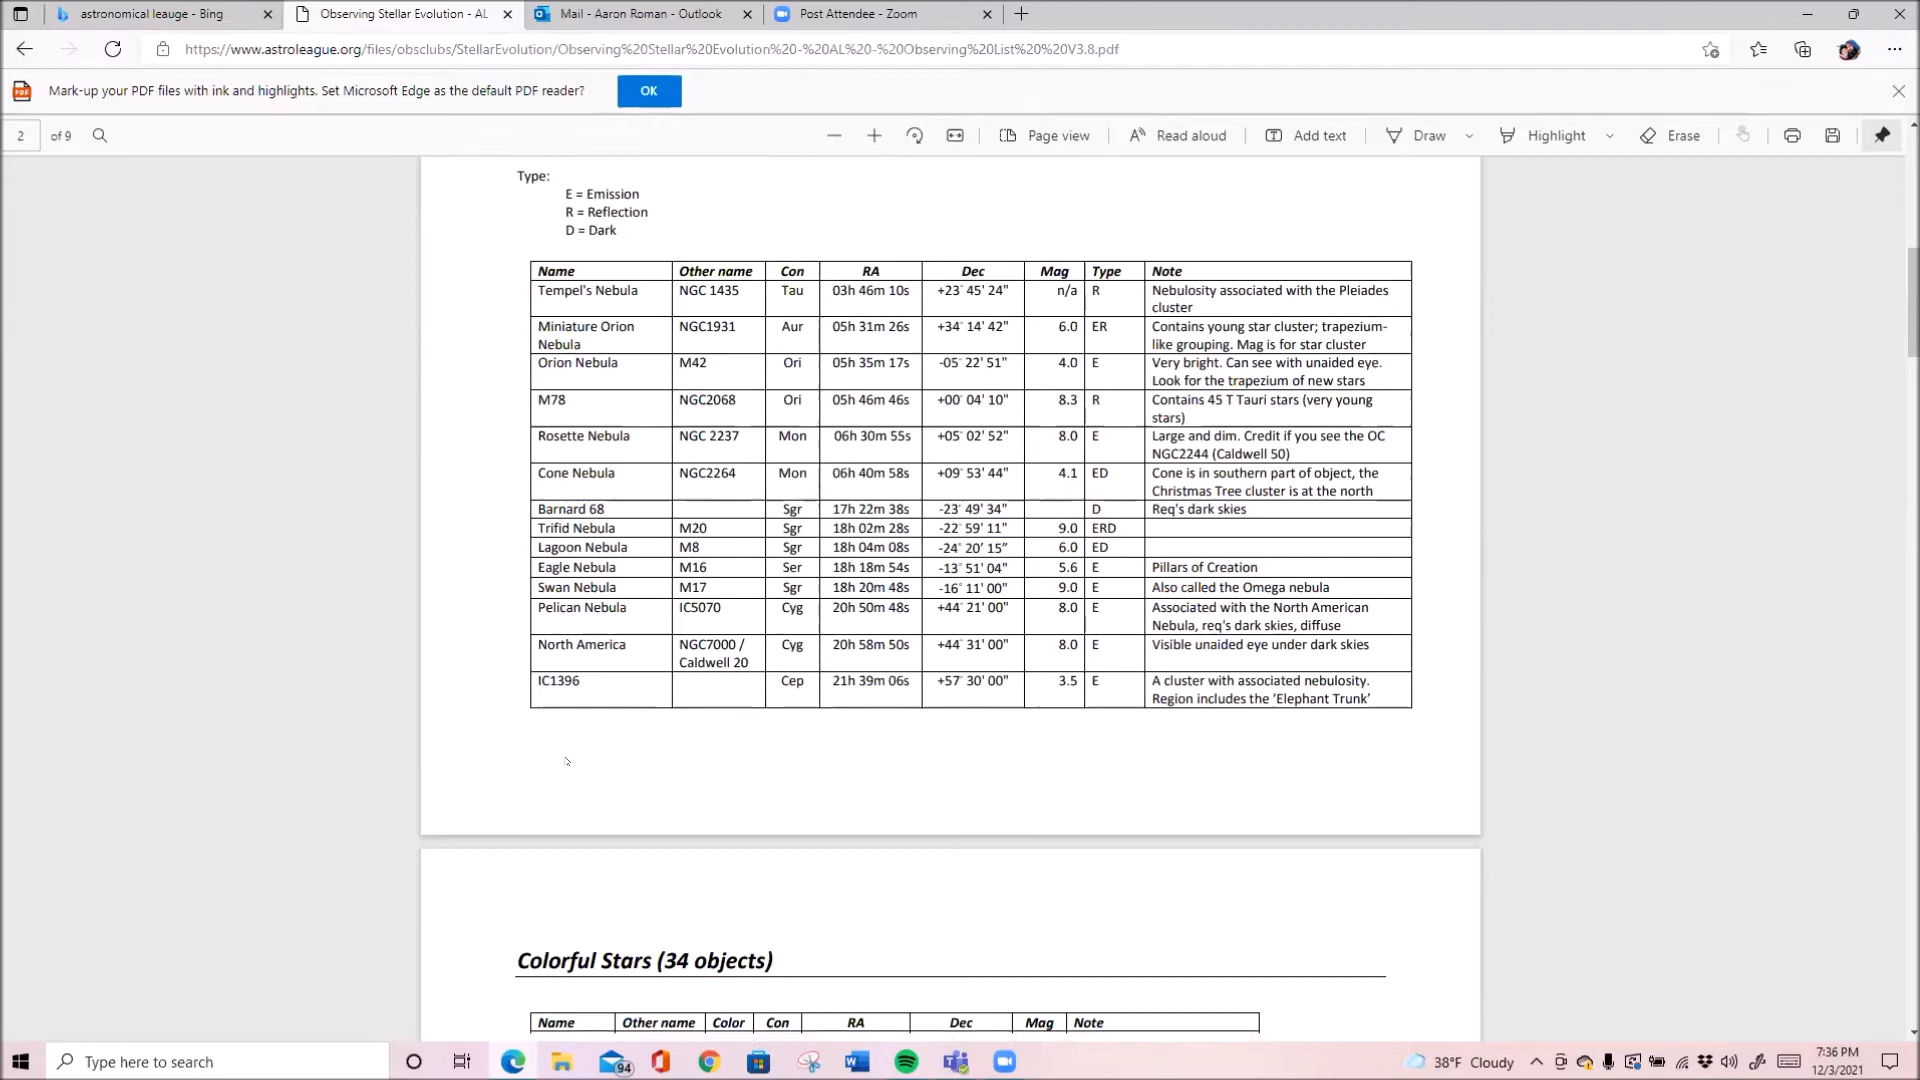 astronomical leauge - Bing
Observing Stellar Evolution - AL
Mail - Aaron Roman - Outlook
Post Attendee - Zoom
https://www.astroleague.org/files/obsclubs/StellarEvolution/Observing%20Stellar%20Evolution%20-%20AL%20-%20Observing%20List%20%20V3.8.pdf
Mark-up your PDF files with ink and highlights. Set Microsoft Edge as the default PDF reader? OK
2 of 9 Page view Read aloud Add text Draw Highlight Erase
Type:
E = Emission
R = Reflection
D = Dark
Name Other name Con RA Dec Mag Type Note
Tempel's Nebula NGC 1435 Tau 03h 46m 10s +23° 45' 24" n/a R Nebulosity associated with the Pleiades
cluster
Miniature Orion NGC1931 Aur 05h 31m 26s +34° 14' 42" 6.0 ER Contains young star cluster; trapezium-
Nebula like grouping. Mag is for star cluster
Orion Nebula M42 Ori 05h 35m 17s -05° 22' 51" 4.0 E Very bright. Can see with unaided eye.
Look for the trapezium of new stars
M78 NGC2068 Ori 05h 46m 46s +00° 04' 10" 8.3 R Contains 45 T Tauri stars (very young
stars)
Rosette Nebula NGC 2237 Mon 06h 30m 55s +05° 02' 52" 8.0 E Large and dim. Credit if you see the OC
NGC2244 (Caldwell 50)
Cone Nebula NGC2264 Mon 06h 40m 58s +09° 53' 44" 4.1 ED Cone is in southern part of object, the
Christmas Tree cluster is at the north
Barnard 68 Sgr 17h 22m 38s -23° 49' 34" D Req's dark skies
Trifid Nebula M20 Sgr 18h 02m 28s -22° 59' 11" 9.0 ERD
Lagoon Nebula M8 Sgr 18h 04m 08s -24° 20' 15" 6.0 ED
Eagle Nebula M16 Ser 18h 18m 54s -13° 51' 04" 5.6 E Pillars of Creation
Swan Nebula M17 Sgr 18h 20m 48s -16° 11' 00" 9.0 E Also called the Omega nebula
Pelican Nebula IC5070 Cyg 20h 50m 48s +44° 21' 00" 8.0 E Associated with the North American
Nebula, req's dark skies, diffuse
North America NGC7000 / Cyg 20h 58m 50s +44° 31' 00" 8.0 E Visible unaided eye under dark skies
Caldwell 20
IC1396 Cep 21h 39m 06s +57° 30' 00" 3.5 E A cluster with associated nebulosity.
Region includes the ‘Elephant Trunk’
Colorful Stars (34 objects)
Name Other name Color Con RA Dec Mag Note
Type here to search 94 38°F Cloudy 7:36 PM
12/3/2021